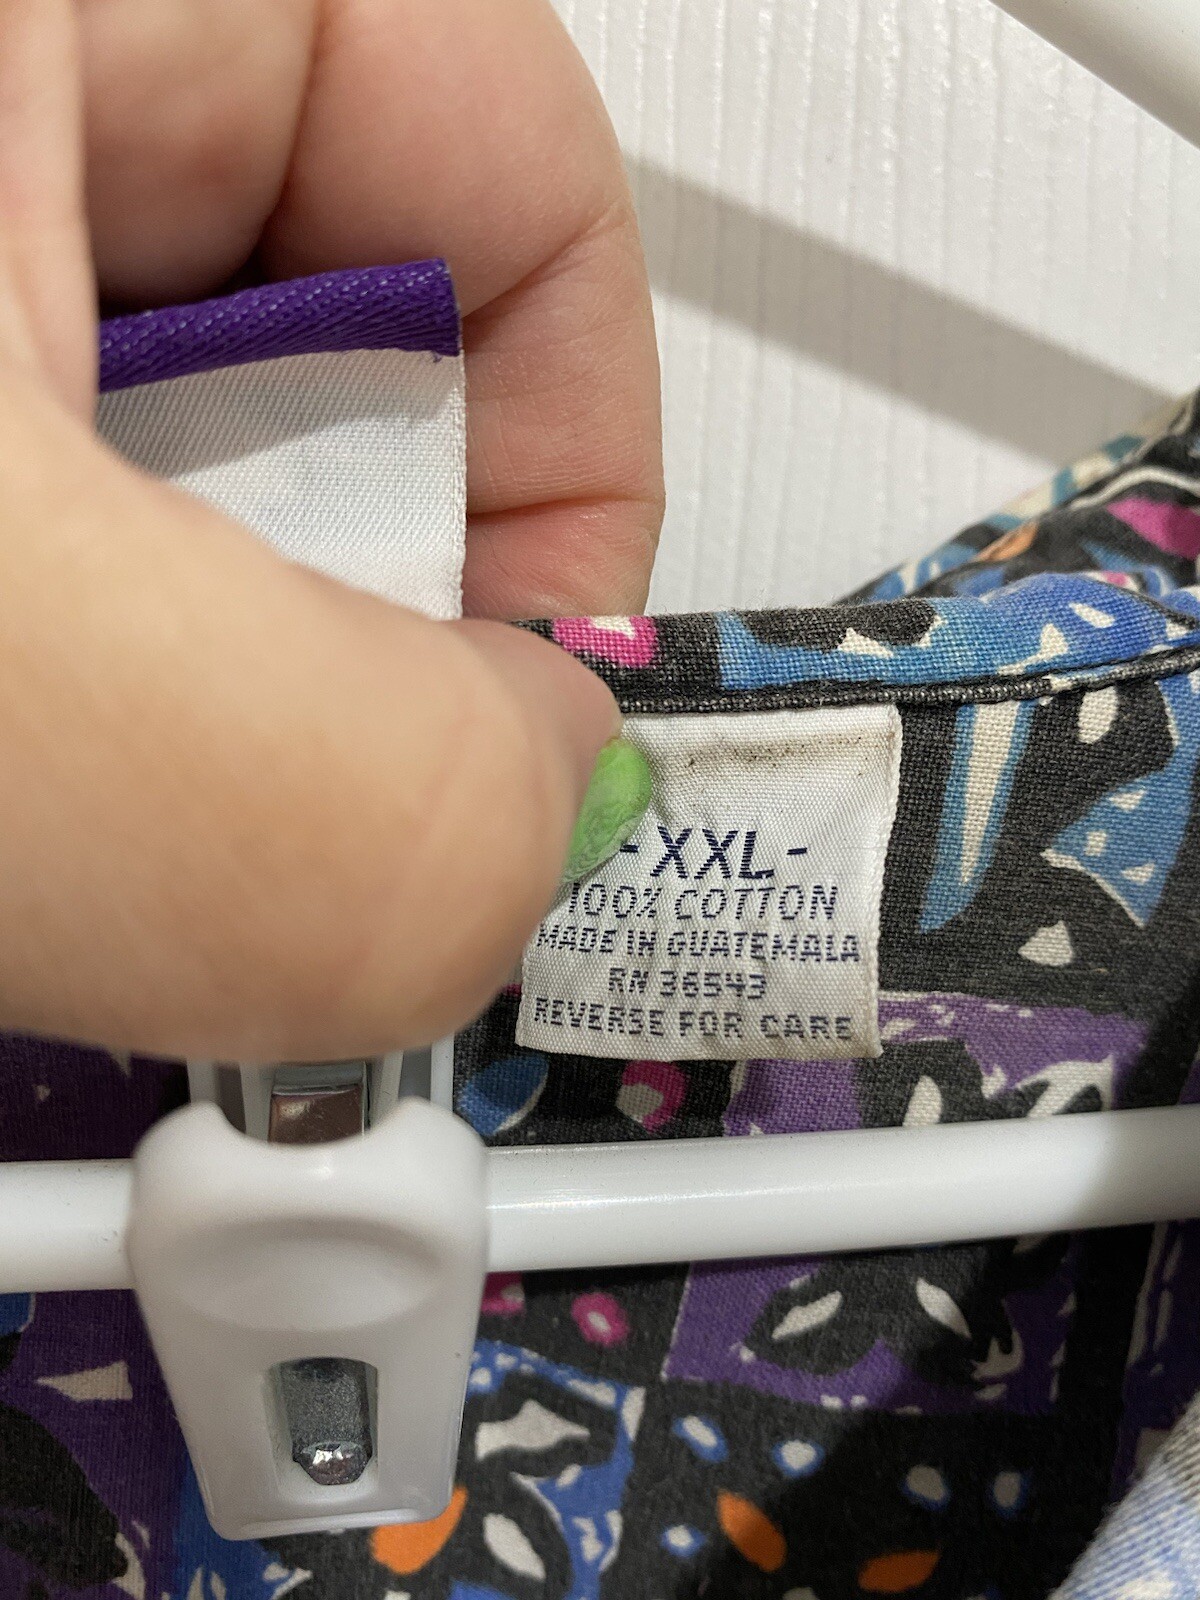 -XXL-
100% COTTON
MADE IN GUATEMALA
RN 36543
REVERSE FOR CARE